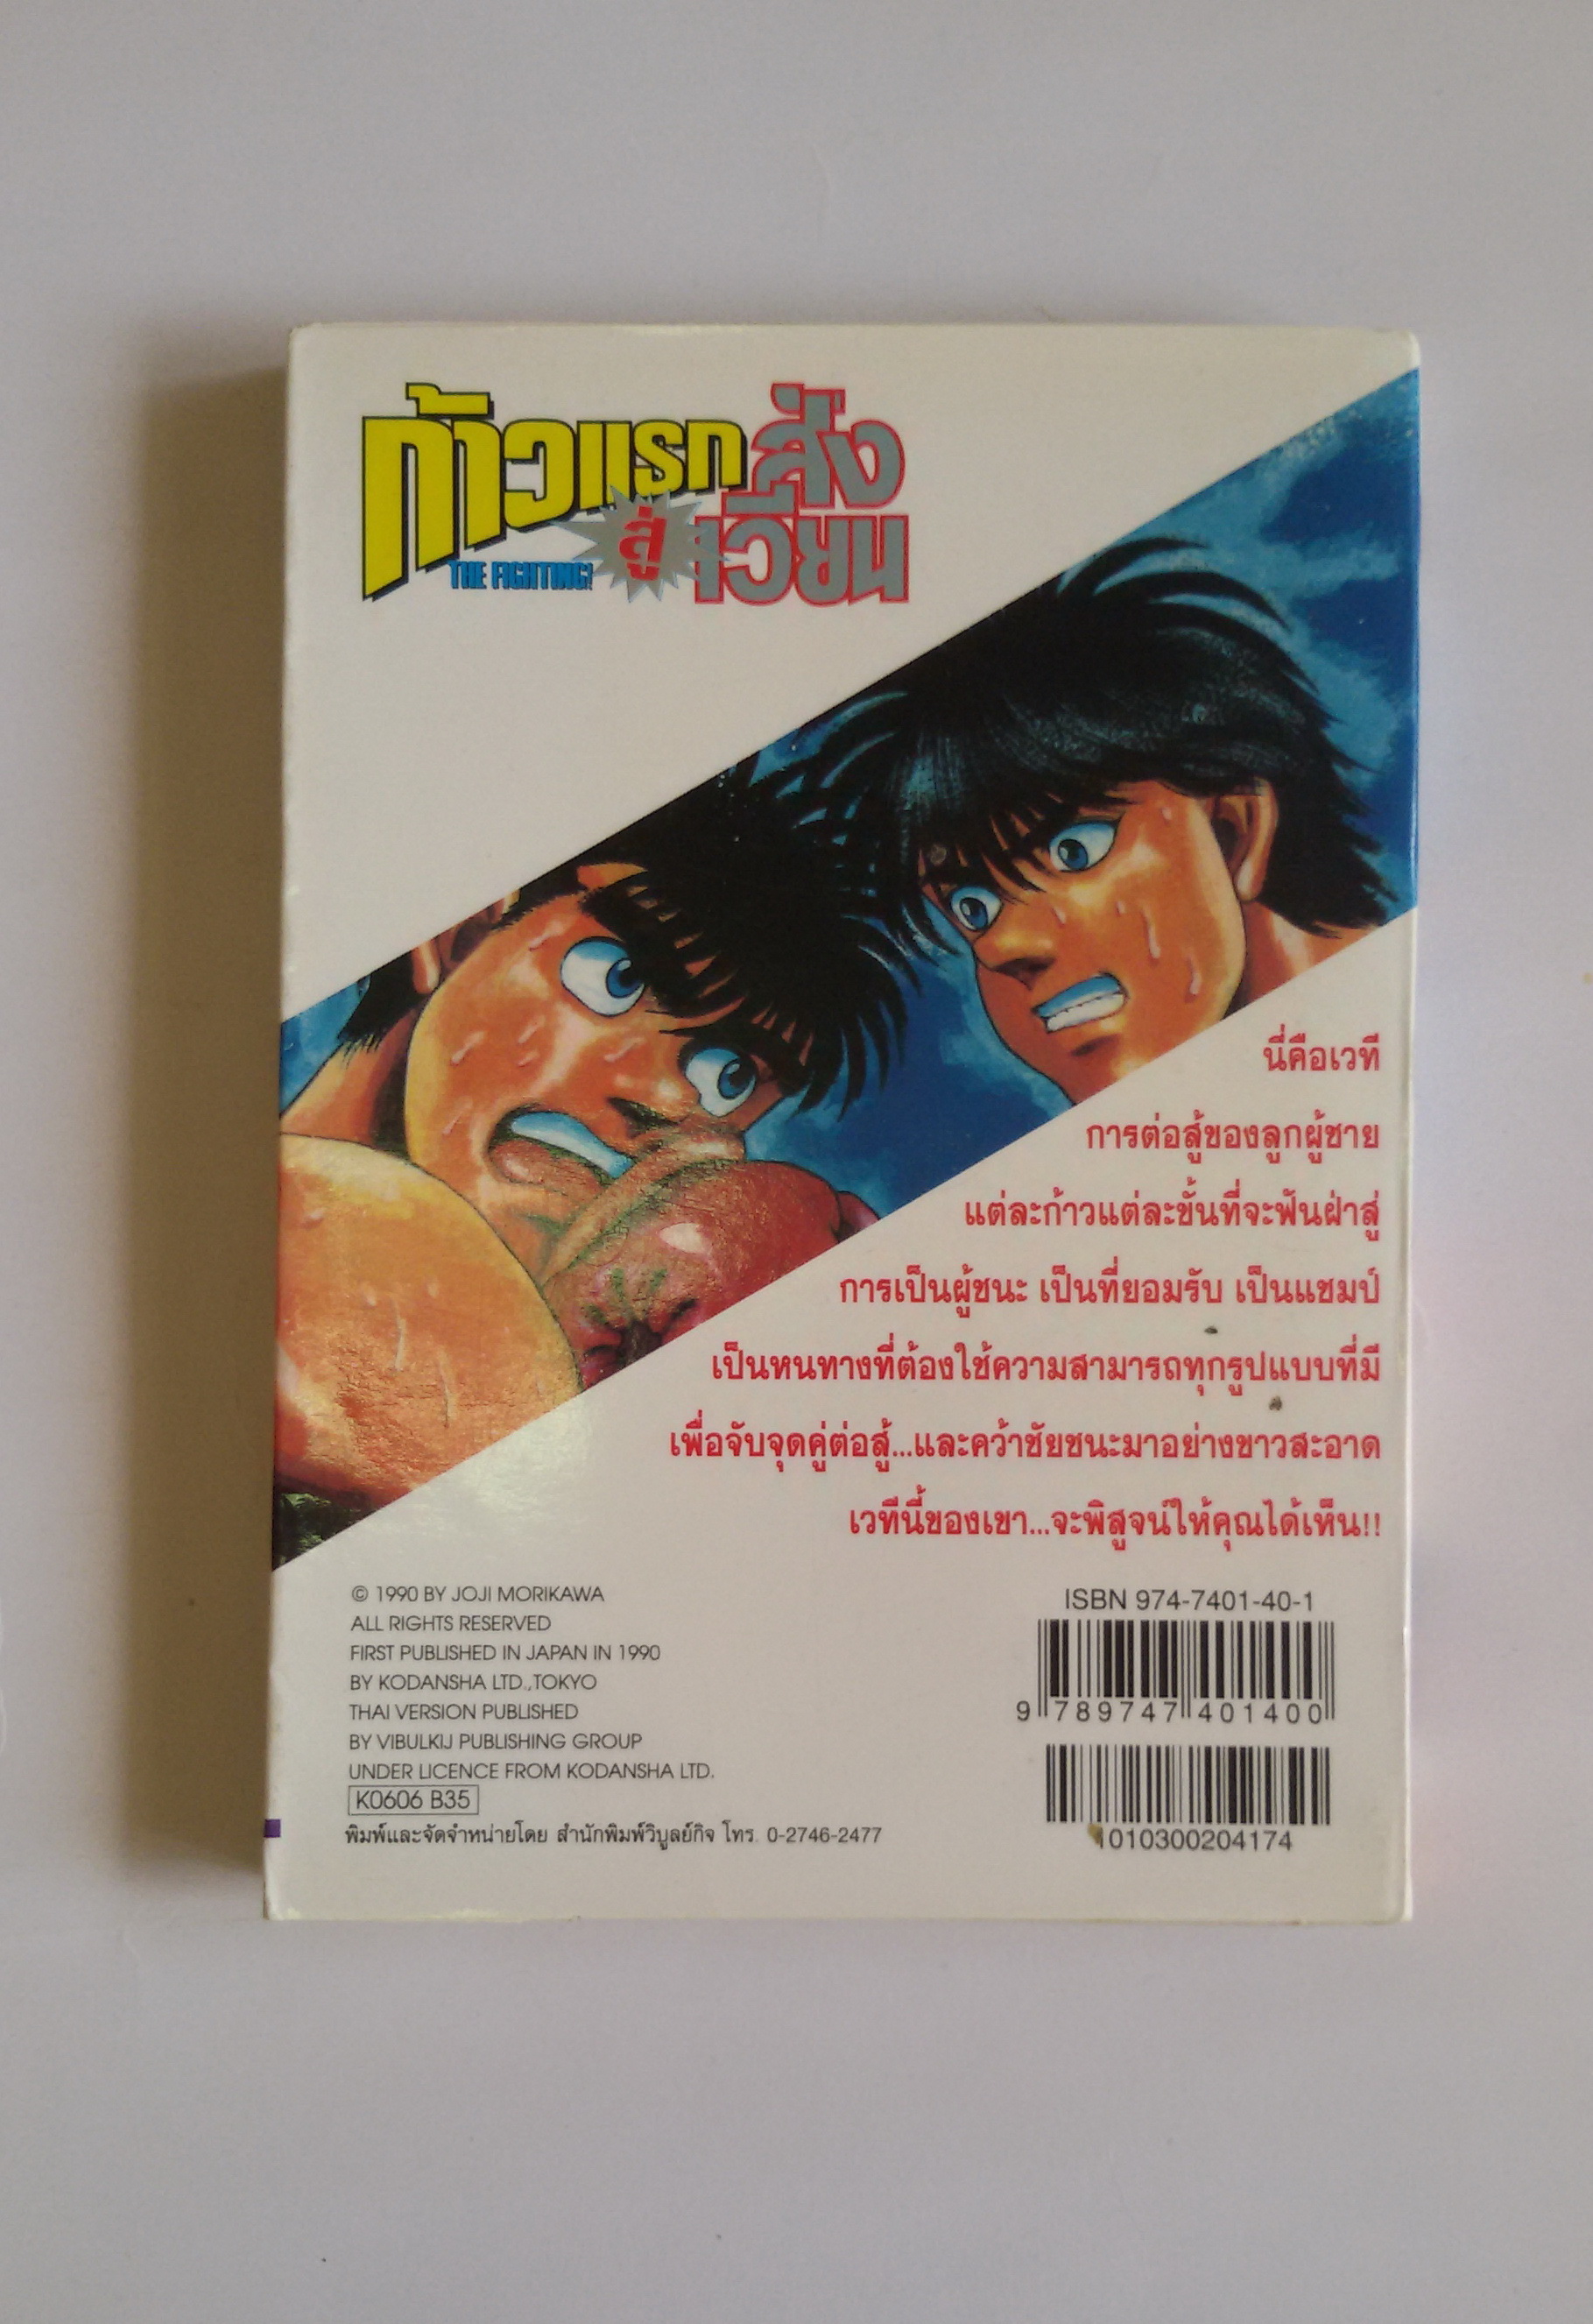 ก้าวแรก
สู่
สังเวียน
THE FIGHTING!
นี่คือเวที
การต่อสู้ของลูกผู้ชาย
แต่ละก้าวแต่ละขั้นที่จะฟันฝ่าสู่
การเป็นผู้ชนะ เป็นที่ยอมรับ เป็นแชมป์
เป็นหนทางที่ต้องใช้ความสามารถทุกรูปแบบที่มี
เพื่อจับจุดคู่ต่อสู้...และคว้าชัยชนะมาอย่างขาวสะอาด
เวทีนี้ของเขา...จะพิสูจน์ให้คุณได้เห็น!!
© 1990 BY JOJI MORIKAWA
ALL RIGHTS RESERVED
FIRST PUBLISHED IN JAPAN IN 1990
BY KODANSHA LTD.,TOKYO
THAI VERSION PUBLISHED
BY VIBULKIJ PUBLISHING GROUP
UNDER LICENCE FROM KODANSHA LTD.
K0606 B35
พิมพ์และจัดจำหน่ายโดย สำนักพิมพ์วิบูลย์กิจ โทร. 0-2746-2477
ISBN 974-7401-40-1
9 789747 401400
1010300204174